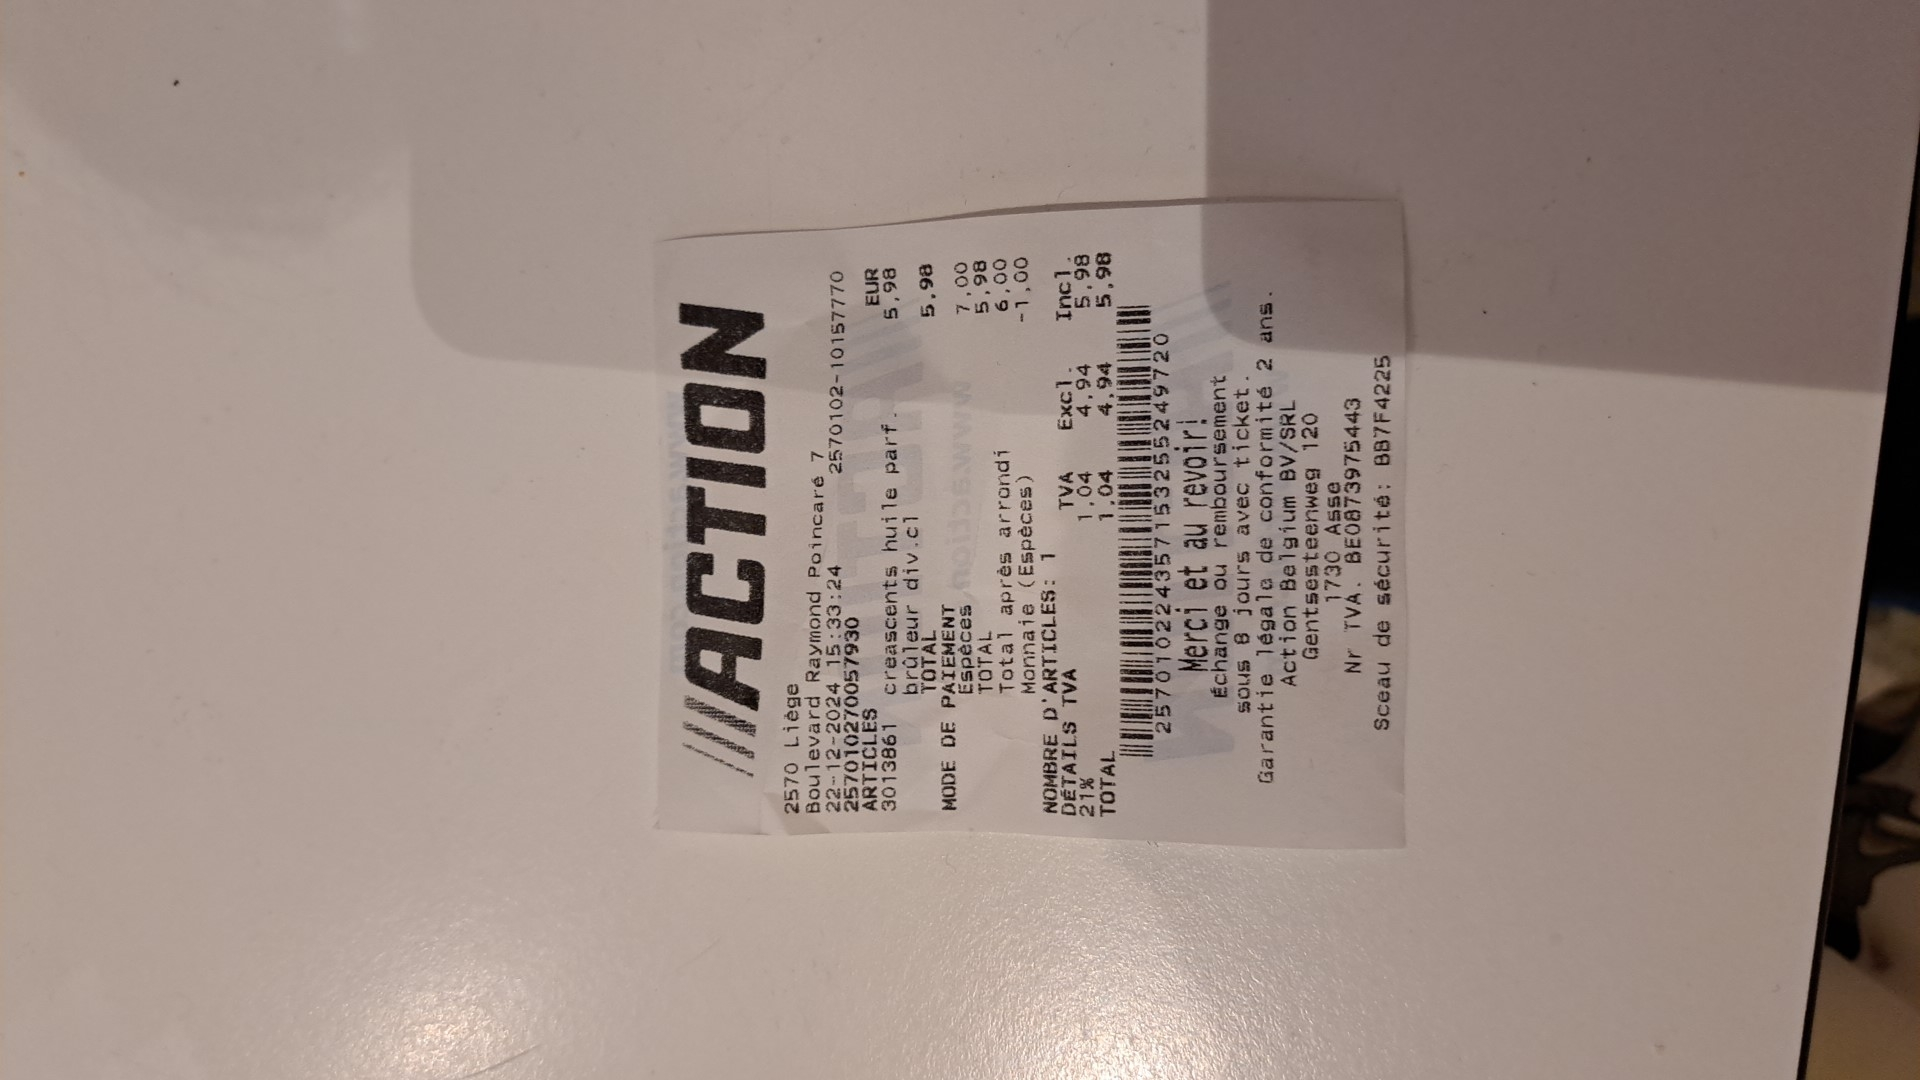 ///ACTION
2570 Liège
Boulevard Raymond Poincaré 7
22-12-2024 15:33:24 2570102-10157770
257010270057930
ARTICLES EUR
3013861 creascents huile parf. 5,98
brûleur div.cl
TOTAL 5,98
MODE DE PAIEMENT
Espèces 7,00
TOTAL 5,98
Total après arrondi 6,00
Monnaie (Espèces) -1,00
NOMBRE D'ARTICLES: 1
DÉTAILS TVA TVA Excl. Incl.
21% 1,04 4,94 5,98
TOTAL 1,04 4,94 5,98
257010224357153255249720
Merci et au revoir!
Échange ou remboursement
sous 8 jours avec ticket.
Garantie légale de conformité 2 ans.
Action Belgium BV/SRL
Gentsesteenweg 120
1730 Asse
Nr TVA. BE0873975443
Sceau de sécurité: BB7F4225